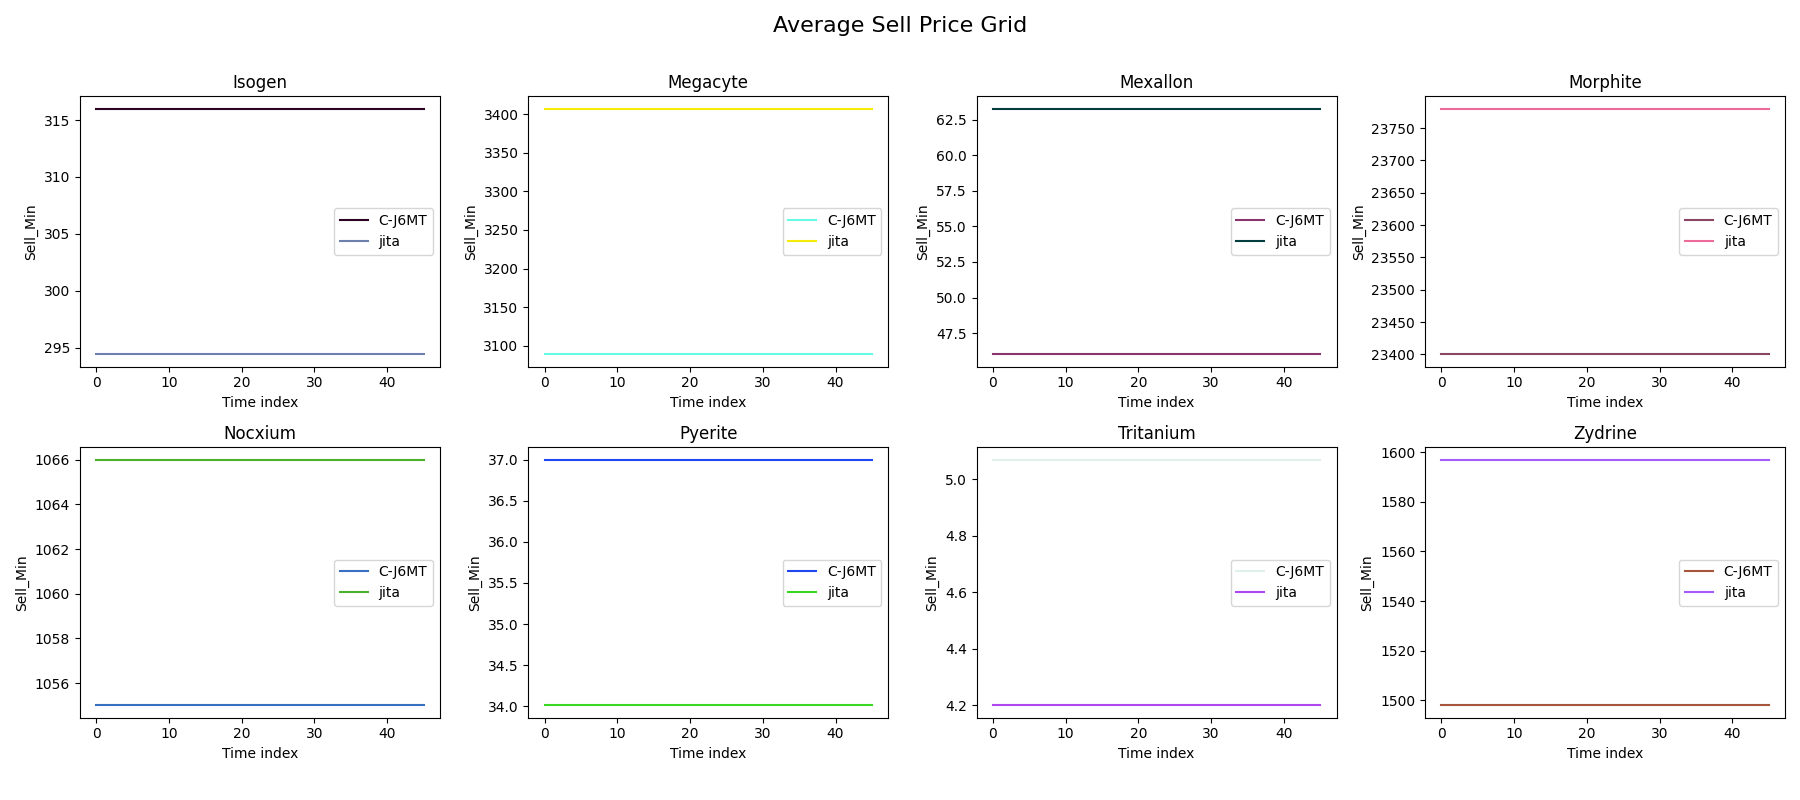 Average Sell Price Grid
Isogen
Sell_Min
315
310
305
300
295
C-J6MT
jita
0 10 20 30 40
Time index
Megacyte
Sell_Min
3400
3350
3300
3250
3200
3150
3100
C-J6MT
jita
0 10 20 30 40
Time index
Mexallon
Sell_Min
62.5
60.0
57.5
55.0
52.5
50.0
47.5
C-J6MT
jita
0 10 20 30 40
Time index
Morphite
Sell_Min
23750
23700
23650
23600
23550
23500
23450
23400
C-J6MT
jita
0 10 20 30 40
Time index
Nocxium
Sell_Min
1066
1064
1062
1060
1058
1056
C-J6MT
jita
0 10 20 30 40
Time index
Pyerite
Sell_Min
37.0
36.5
36.0
35.5
35.0
34.5
34.0
C-J6MT
jita
0 10 20 30 40
Time index
Tritanium
Sell_Min
5.0
4.8
4.6
4.4
4.2
C-J6MT
jita
0 10 20 30 40
Time index
Zydrine
Sell_Min
1600
1580
1560
1540
1520
1500
C-J6MT
jita
0 10 20 30 40
Time index